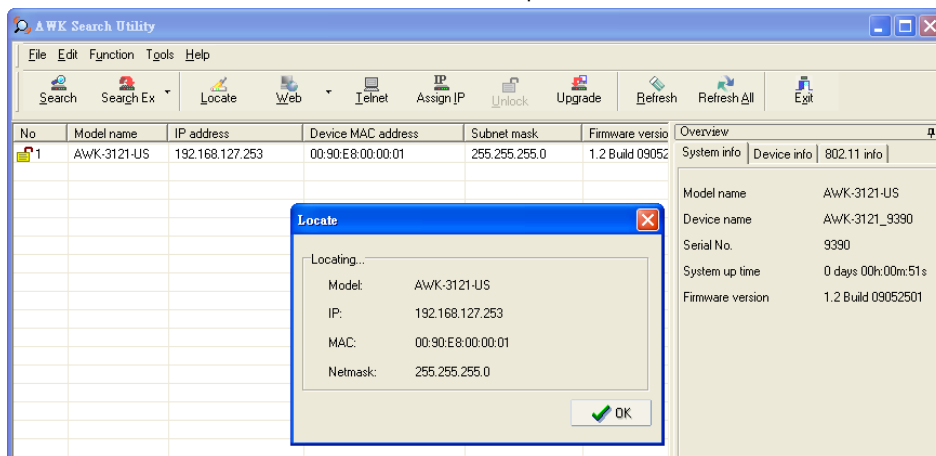 AWK Search Utility
File Edit Function Tools Help
Search Search Ex Locate Web Telnet Assign IP Unlock Upgrade Refresh Refresh All Exit
No Model name IP address Device MAC address Subnet mask Firmware versio
1 AWK-3121-US 192.168.127.253 00:90:E8:00:00:01 255.255.255.0 1.2 Build 09052
Overview
System info Device info 802.11 info
Model name AWK-3121-US
Device name AWK-3121_9390
Serial No. 9390
System up time 0 days 00h:00m:51s
Firmware version 1.2 Build 09052501
Locate
Locating...
Model: AWK-3121-US
IP: 192.168.127.253
MAC: 00:90:E8:00:00:01
Netmask: 255.255.255.0
OK